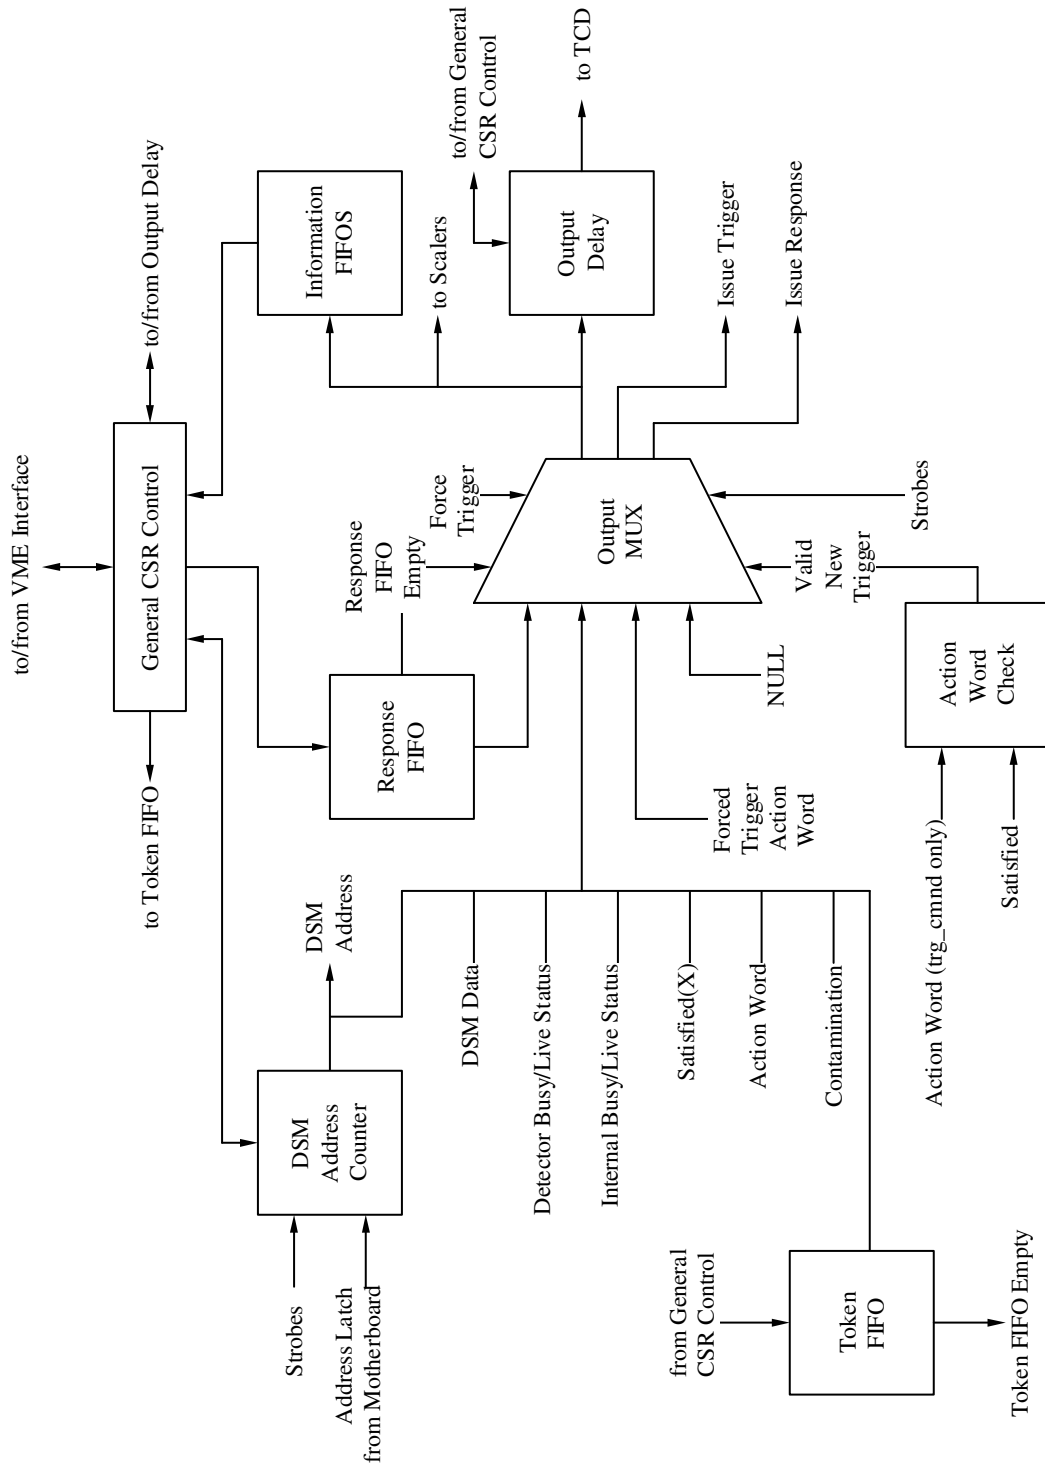 to/from VME Interface
to Token FIFO
General CSR Control
to/from Output Delay
DSM
Address
Counter
Strobes
Address Latch
from Motherboard
DSM
Address
Response
FIFO
Response
FIFO
Empty
Information
FIFOS
to Scalers
to/from General
CSR Control
Force
Trigger
Output
MUX
Output
Delay
to TCD
DSM Data
Detector Busy/Live Status
Internal Busy/Live Status
Satisfied(X)
Action Word
Contamination
Forced
Trigger
Action
Word
NULL
Valid
New
Trigger
Strobes
Issue Trigger
Issue Response
from General
CSR Control
Token
FIFO
Token FIFO Empty
Action Word (trg_cmnd only)
Satisfied
Action
Word
Check